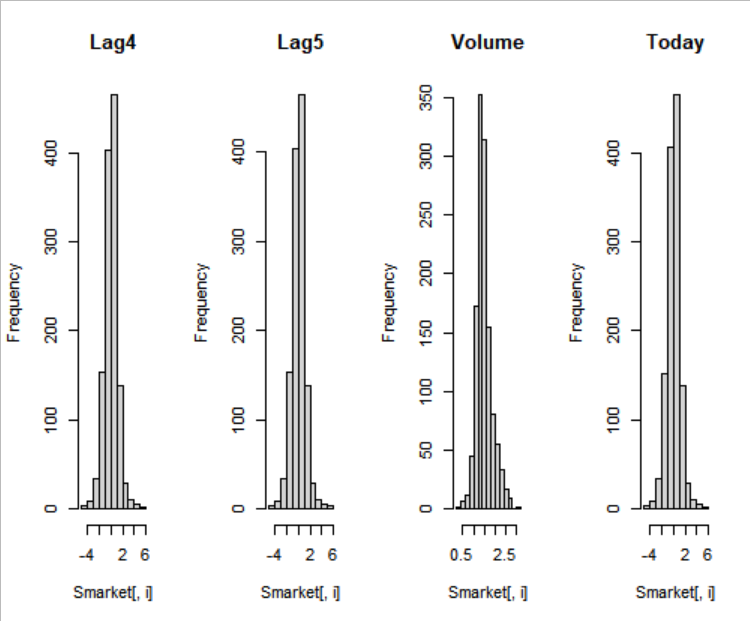 Lag4
Frequency
0
100
200
300
400
-4 2 6
Smarket[, i]
Lag5
Frequency
0
100
200
300
400
-4 2 6
Smarket[, i]
Volume
Frequency
0
50
100
150
200
250
300
350
0.5 2.5
Smarket[, i]
Today
Frequency
0
100
200
300
400
-4 2 6
Smarket[, i]